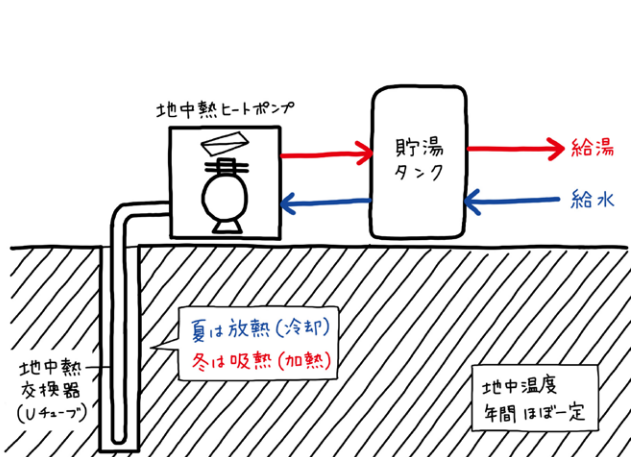 地中熱ヒートポンプ
貯湯
タンク
給湯
給水
夏は放熱(冷却)
冬は吸熱(加熱)
地中熱
交換器
(Uチューブ)
地中温度
年間ほぼ一定